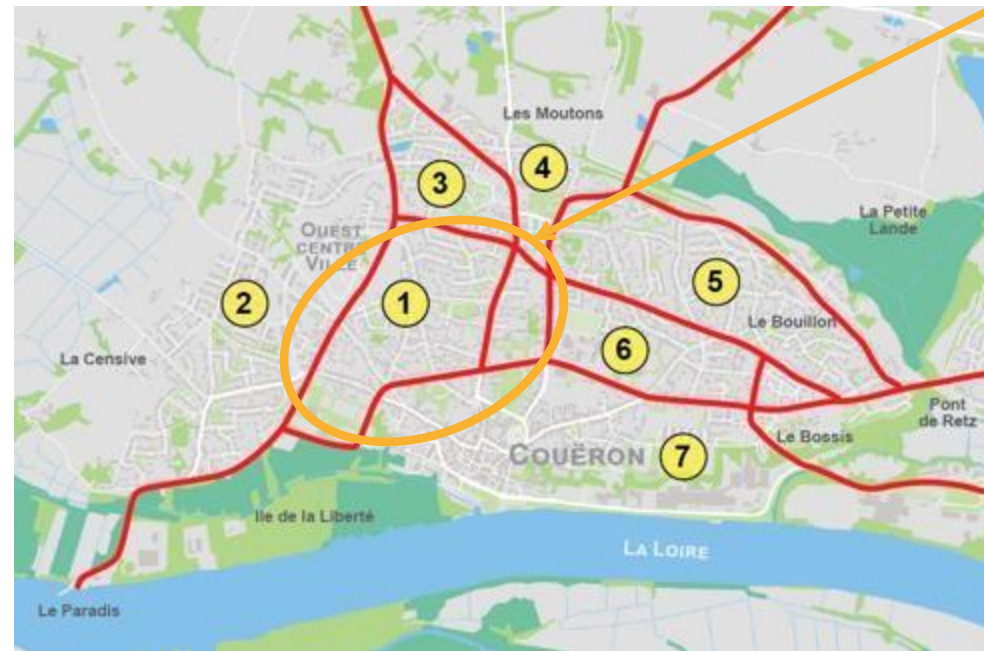 Les Moutons
4
3
La Petite
Lande
OUEST
CENTRE
VILLE
5
2
1
Le Bouillon
6
La Censive
Pont
de Retz
Le Bossis
COUËRON
7
Ile de la Liberté
LA LOIRE
Le Paradis